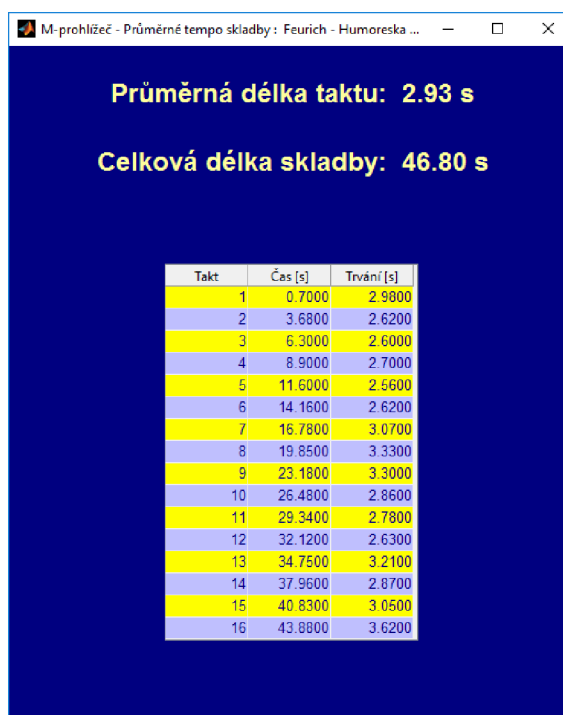 M-prohlížeč - Průměrné tempo skladby : Feurich - Humoreska ...
Průměrná délka taktu: 2.93 s
Celková délka skladby: 46.80 s
Takt Čas [s] Trvání [s]
1 0.7000 2.9800
2 3.6800 2.6200
3 6.3000 2.6000
4 8.9000 2.7000
5 11.6000 2.5600
6 14.1600 2.6200
7 16.7800 3.0700
8 19.8500 3.3300
9 23.1800 3.3000
10 26.4800 2.8600
11 29.3400 2.7800
12 32.1200 2.6300
13 34.7500 3.2100
14 37.9600 2.8700
15 40.8300 3.0500
16 43.8800 3.6200